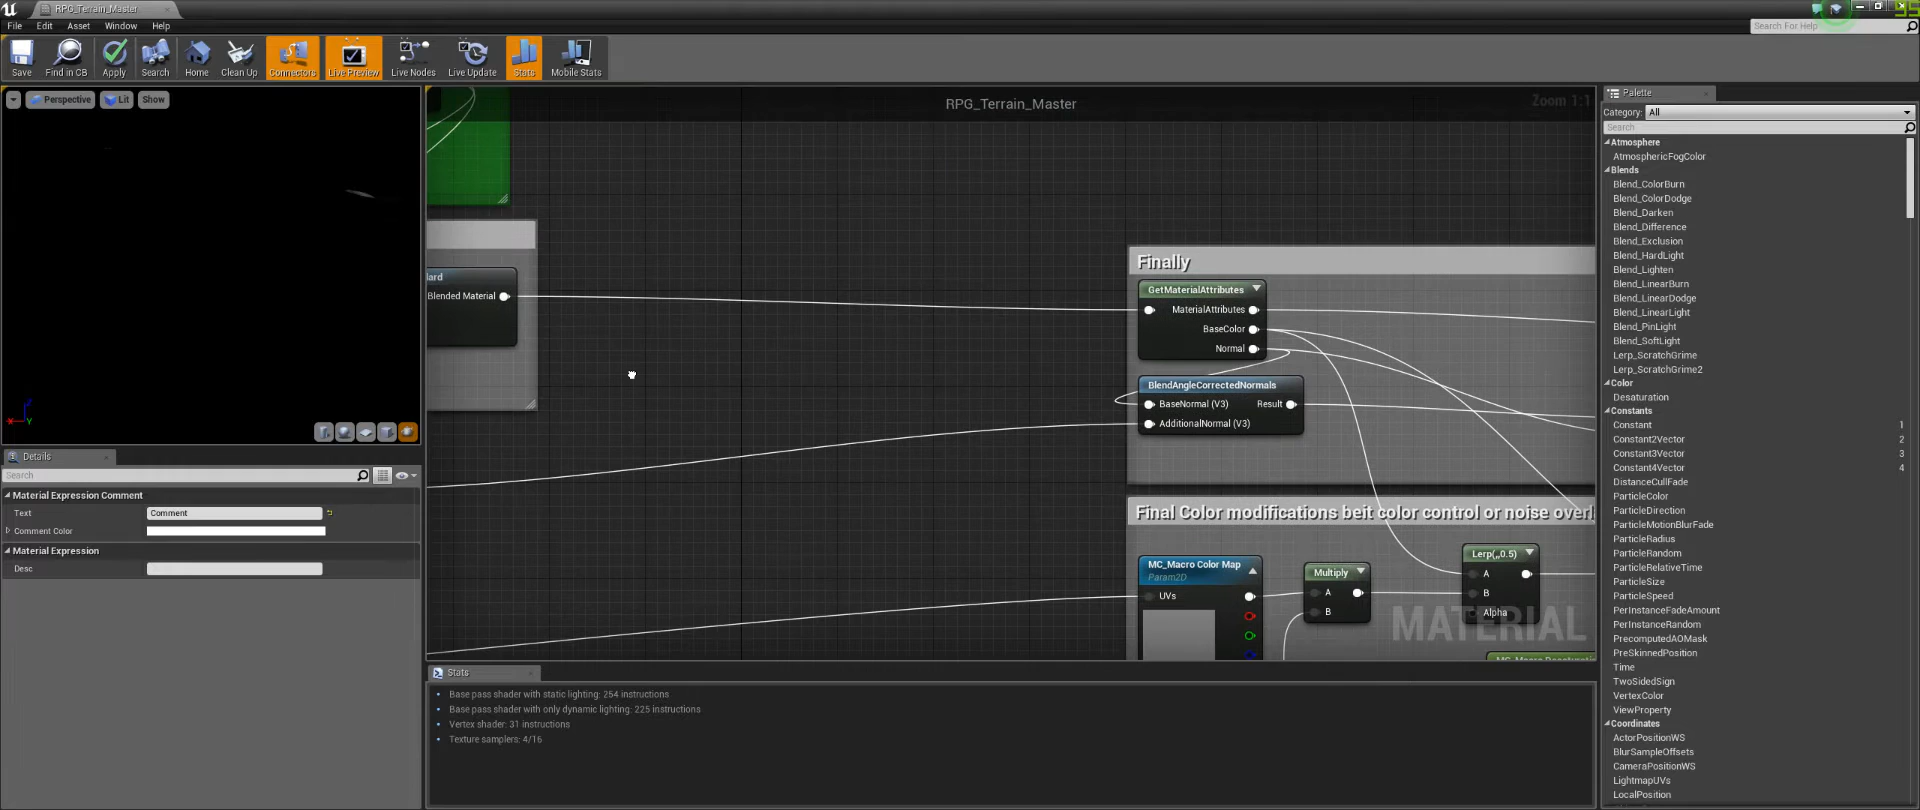 RPG_Terrain_Master
File Edit Asset Window Help
Search For Help
Save Find in CB Apply Search Home Clean Up Connectors Live Preview Live Nodes Live Update Stats Mobile Stats
Perspective Lit Show
RPG_Terrain_Master
Zoom 1:1
Blended Material
Finally
GetMaterialAttributes
MaterialAttributes
BaseColor
Normal
BlendAngleCorrectedNormals
BaseNormal (V3) Result
AdditionalNormal (V3)
Final Color modifications beit color control or noise overl
MC_Macro Color Map
Param2D
UVs
Multiply
A
B
Lerp(,,0.5)
A
B
Alpha
MATERIAL
Details
Search
Material Expression Comment
Text Comment
Comment Color
Material Expression
Desc
Stats
Base pass shader with static lighting: 254 instructions
Base pass shader with only dynamic lighting: 225 instructions
Vertex shader: 31 instructions
Texture samplers: 4/16
Palette
Category: All
Search
Atmosphere
AtmosphericFogColor
Blends
Blend_ColorBurn
Blend_ColorDodge
Blend_Darken
Blend_Difference
Blend_Exclusion
Blend_HardLight
Blend_Lighten
Blend_LinearBurn
Blend_LinearDodge
Blend_LinearLight
Blend_PinLight
Blend_SoftLight
Lerp_ScratchGrime
Lerp_ScratchGrime2
Color
Desaturation
Constants
Constant 1
Constant2Vector 2
Constant3Vector 3
Constant4Vector 4
DistanceCullFade
ParticleColor
ParticleDirection
ParticleMotionBlurFade
ParticleRadius
ParticleRandom
ParticleRelativeTime
ParticleSize
ParticleSpeed
PerInstanceFadeAmount
PerInstanceRandom
PrecomputedAOMask
PreSkinnedPosition
Time
TwoSidedSign
VertexColor
ViewProperty
Coordinates
ActorPositionWS
BlurSampleOffsets
CameraPositionWS
LightmapUVs
LocalPosition